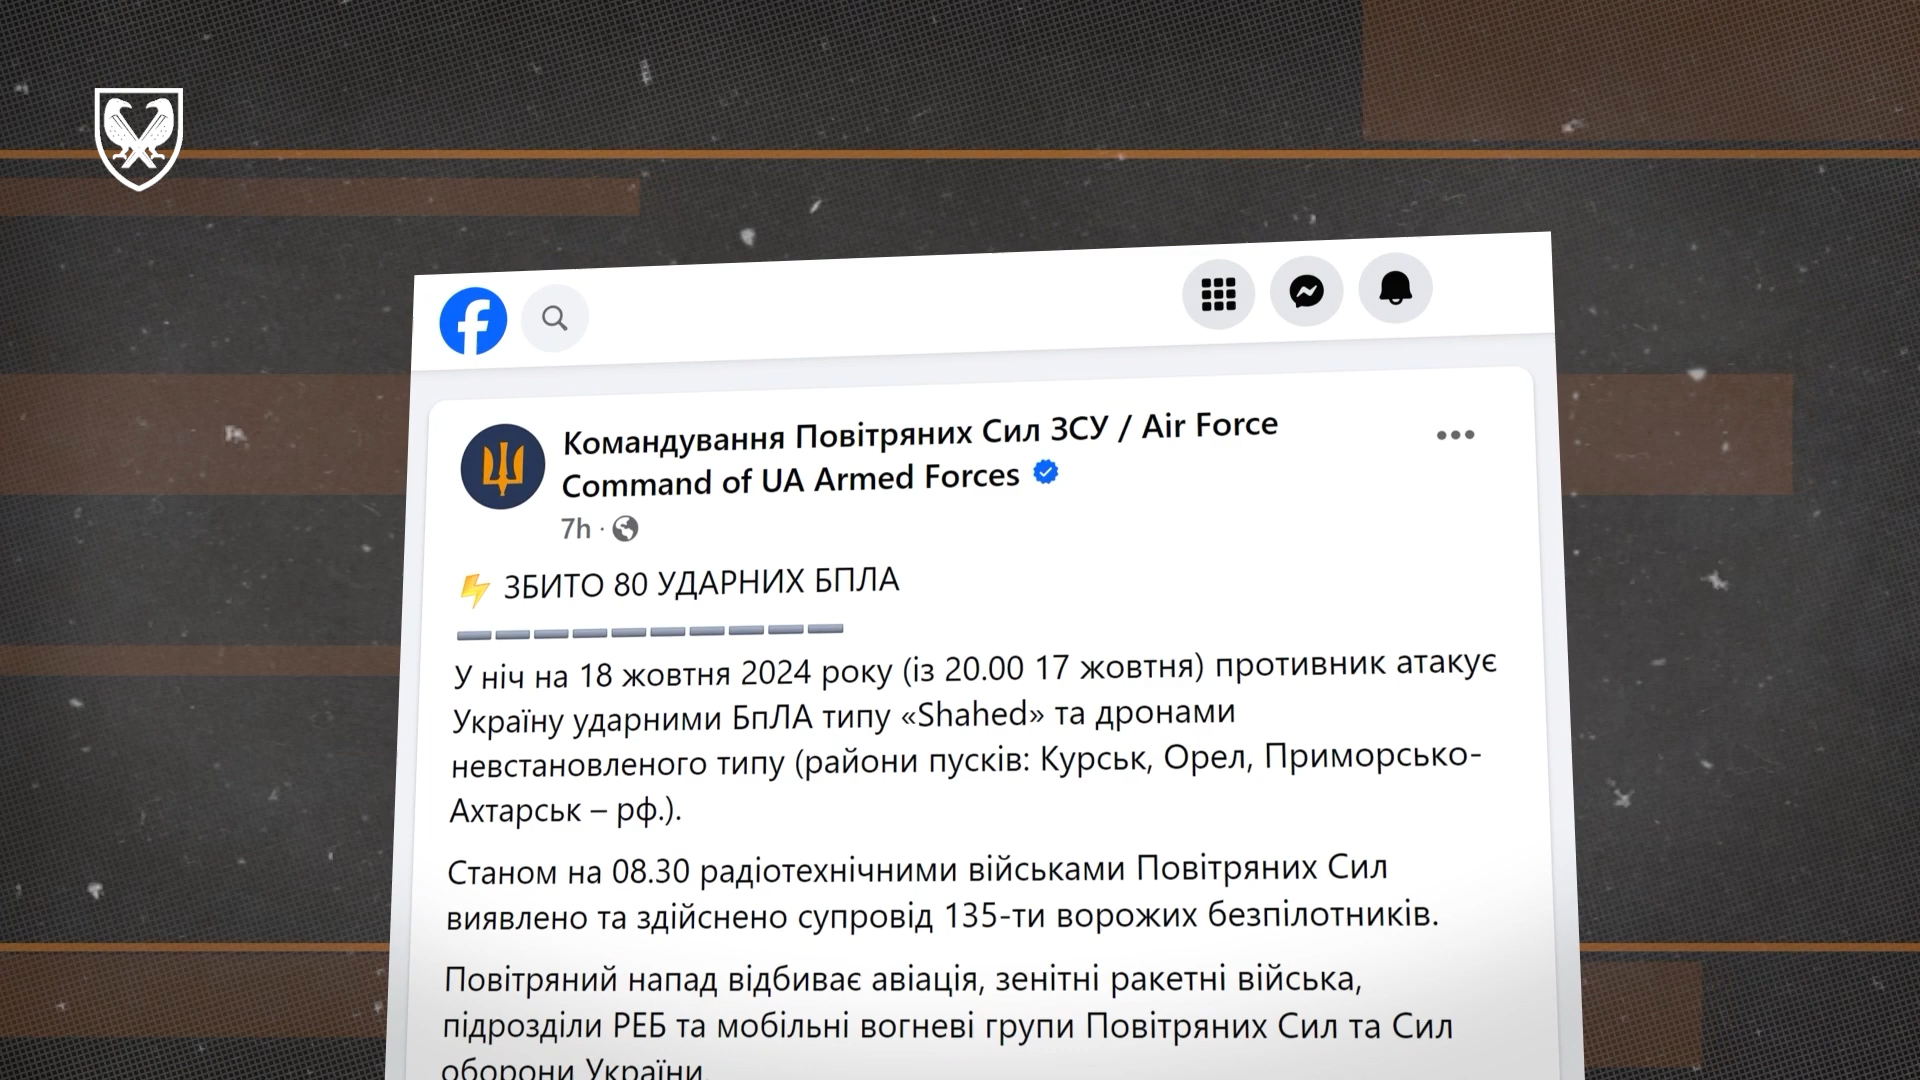 Командування Повітряних Сил ЗСУ / Air Force
Command of UA Armed Forces
7h ·
⚡ ЗБИТО 80 УДАРНИХ БПЛА
У ніч на 18 жовтня 2024 року (із 20.00 17 жовтня) противник атакує
Україну ударними БпЛА типу «Shahed» та дронами
невстановленого типу (райони пусків: Курськ, Орел, Приморсько-
Ахтарськ – рф.).
Станом на 08.30 радіотехнічними військами Повітряних Сил
виявлено та здійснено супровід 135-ти ворожих безпілотників.
Повітряний напад відбиває авіація, зенітні ракетні війська,
підрозділи РЕБ та мобільні вогневі групи Повітряних Сил та Сил
оборони України.